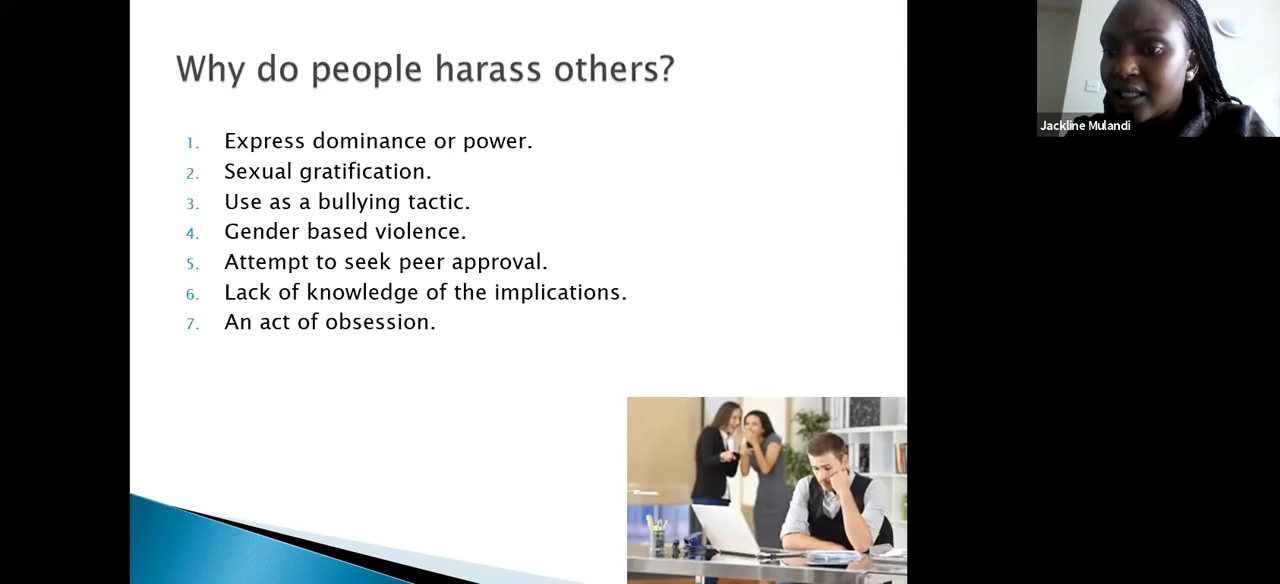 Why do people harass others?
1. Express dominance or power.
2. Sexual gratification.
3. Use as a bullying tactic.
4. Gender based violence.
5. Attempt to seek peer approval.
6. Lack of knowledge of the implications.
7. An act of obsession.
Jackline Mulandi